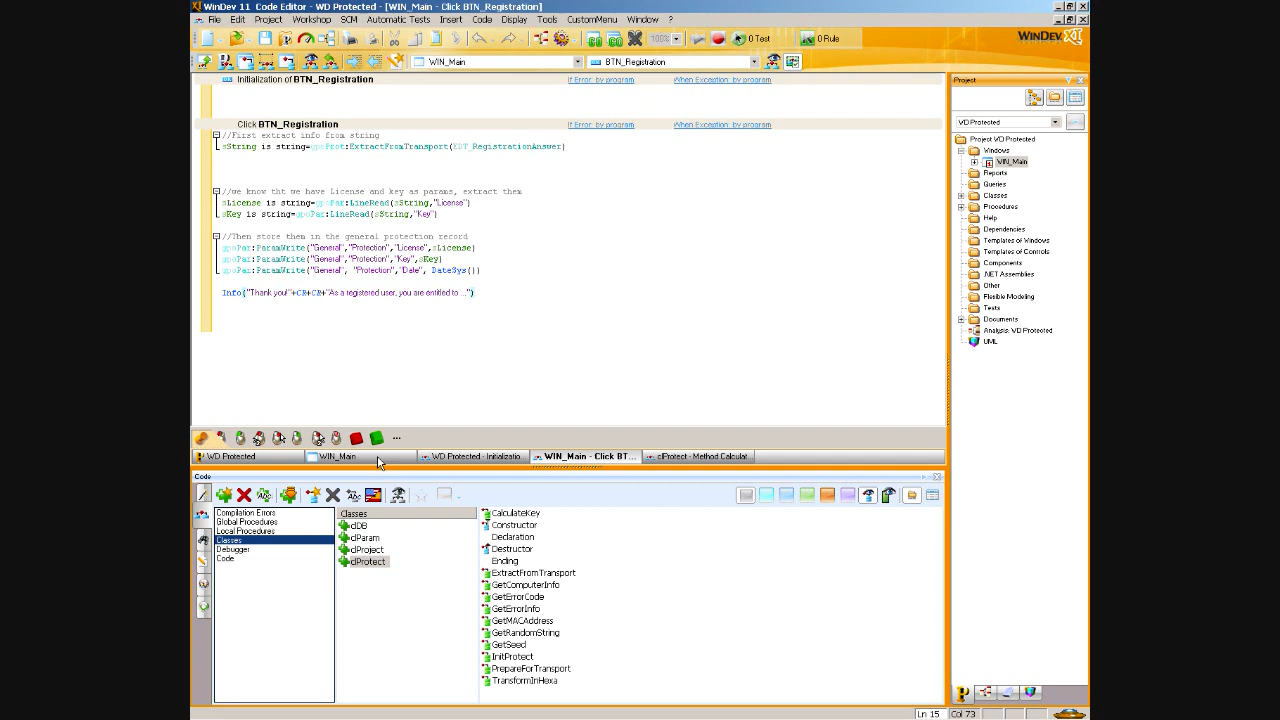 WinDev 11 Code Editor - WD Protected - [WIN_Main - Click BTN_Registration]
File Edit Project Workshop SCM Automatic Tests Insert Code Display Tools CustomMenu Window ?
100% 0 Test 0 Rule WINDEV XI
WIN_Main BTN_Registration
Initialization of BTN_Registration If Error: by program When Exception: by program
Click BTN_Registration If Error: by program When Exception: by program
//First extract info from string
sString is string=gpoProt:ExtractFromTransport(EDT_RegistrationAnswer)
//we know tht we have License and key as params, extract them
sLicense is string=gpoPar:LineRead(sString,"License")
sKey is string=gpoPar:LineRead(sString,"Key")
//Then store them in the general protection record
gpoPar:ParamWrite("General","Protection","License",sLicense)
gpoPar:ParamWrite("General","Protection","Key",sKey)
gpoPar:ParamWrite("General", "Protection","Date", DateSys())
Info("Thank you!"+CR+CR+"As a registered user, you are entitled to ...")
WD Protected WIN_Main WD Protected - Initializatio WIN_Main - Click BT... clProtect - Method Calculat
Code
Compilation Errors
Global Procedures
Local Procedures
Classes
Debugger
Code
Classes
clDB
clParam
clProject
clProtect
CalculateKey
Constructor
Declaration
Destructor
Ending
ExtractFromTransport
GetComputerInfo
GetErrorCode
GetErrorInfo
GetMACAddress
GetRandomString
GetSeed
InitProtect
PrepareForTransport
TransformInHexa
Project
WD Protected
Project WD Protected
Windows
WIN_Main
Reports
Queries
Classes
Procedures
Help
Dependencies
Templates of Windows
Templates of Controls
Components
.NET Assemblies
Other
Flexible Modeling
Tests
Documents
Analysis: WD Protected
UML
Ln 15 Col 73